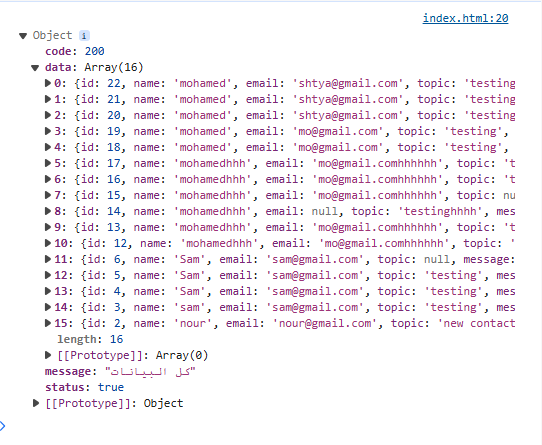 index.html:20
Object i
code: 200
data: Array(16)
0: {id: 22, name: 'mohamed', email: 'shtya@gmail.com', topic: 'testing
1: {id: 21, name: 'mohamed', email: 'shtya@gmail.com', topic: 'testing
2: {id: 20, name: 'mohamed', email: 'shtya@gmail.com', topic: 'testing
3: {id: 19, name: 'mohamed', email: 'mo@gmail.com', topic: 'testing',
4: {id: 18, name: 'mohamed', email: 'mo@gmail.com', topic: 'testing',
5: {id: 17, name: 'mohamedhhh', email: 'mo@gmail.comhhhhhh', topic: 't
6: {id: 16, name: 'mohamedhhh', email: 'mo@gmail.comhhhhhh', topic: 't
7: {id: 15, name: 'mohamedhhh', email: 'mo@gmail.comhhhhhh', topic: nu
8: {id: 14, name: 'mohamedhhh', email: null, topic: 'testinghhhh', mes
9: {id: 13, name: 'mohamedhhh', email: 'mo@gmail.comhhhhhh', topic: 't
10: {id: 12, name: 'mohamedhhh', email: 'mo@gmail.comhhhhhh', topic: '
11: {id: 6, name: 'Sam', email: 'sam@gmail.com', topic: null, message:
12: {id: 5, name: 'Sam', email: 'sam@gmail.com', topic: 'testing', mes
13: {id: 4, name: 'Sam', email: 'sam@gmail.com', topic: 'testing', mes
14: {id: 3, name: 'sam', email: 'sam@gmail.com', topic: 'testing', mes
15: {id: 2, name: 'nour', email: 'nour@gmail.com', topic: 'new contact
length: 16
[[Prototype]]: Array(0)
message: "كل البيانات"
status: true
[[Prototype]]: Object